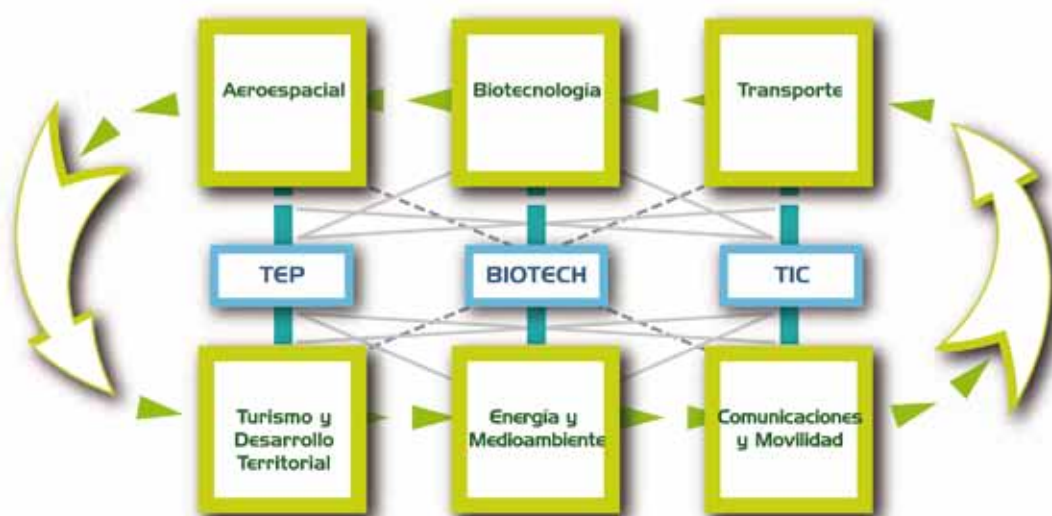 Aeroespacial
Biotecnología
Transporte
TEP
BIOTECH
TIC
Turismo y
Desarrollo
Territorial
Energía y
Medioambiente
Comunicaciones
y Movilidad